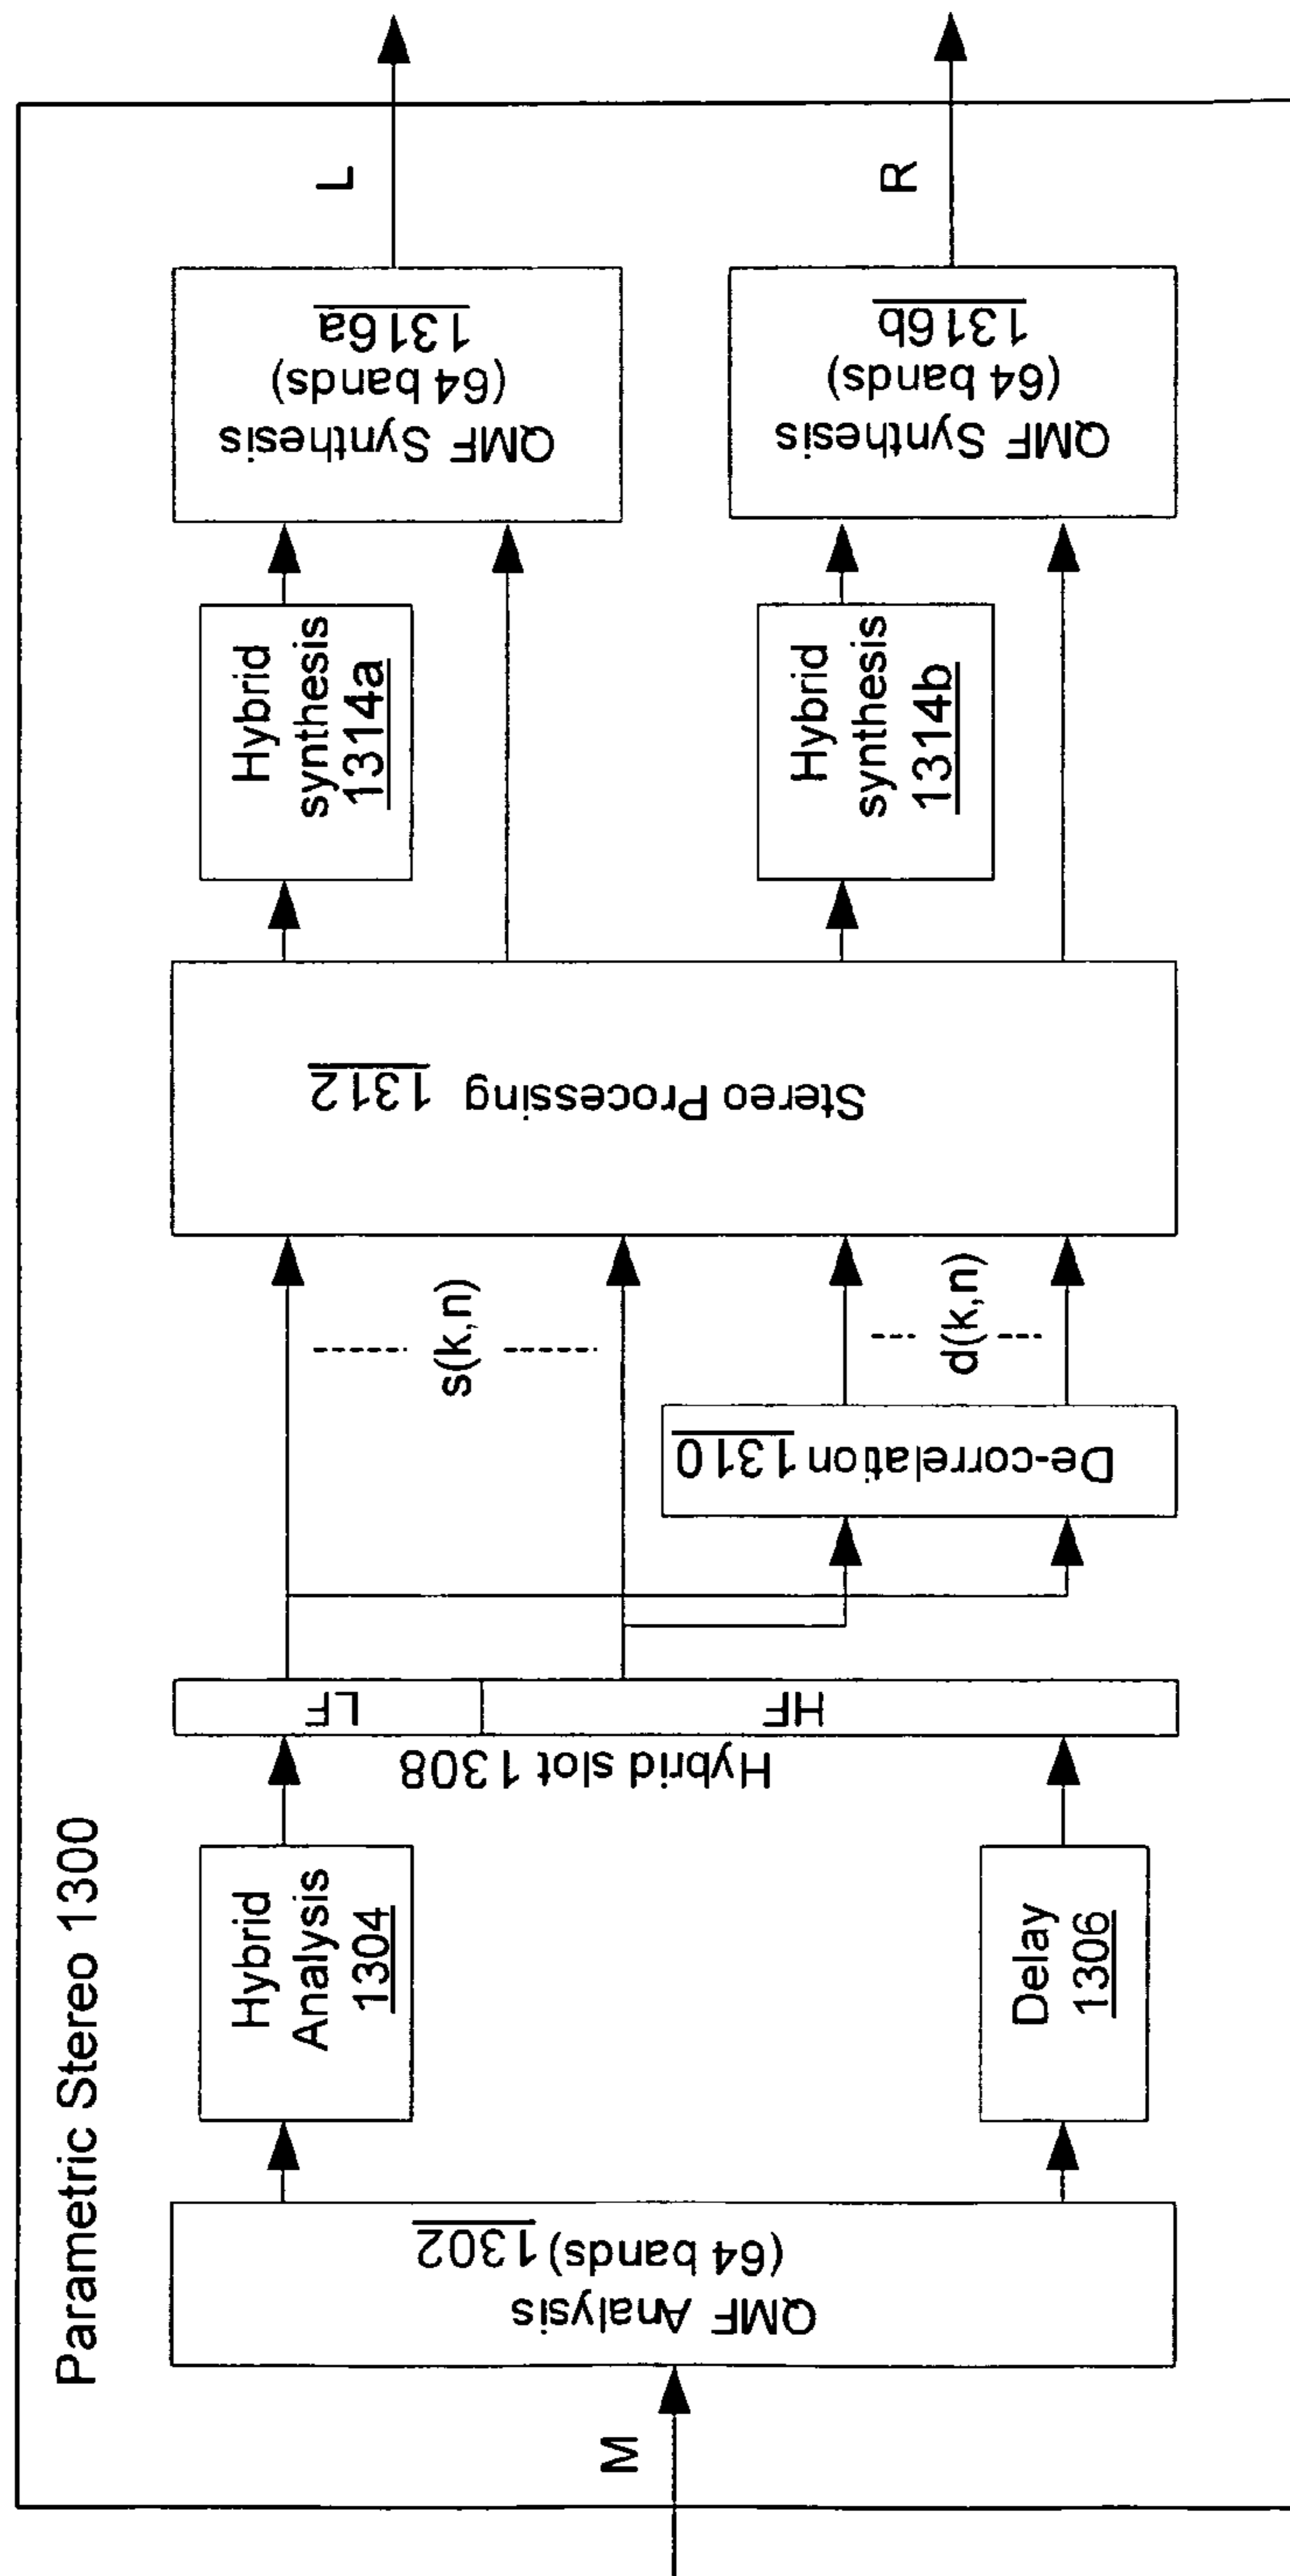 Parametric Stereo 1300
M
QMF Analysis
(64 bands) 1302
Hybrid
Analysis
1304
Delay
1306
Hybrid slot 1308
LF
HF
De-correlation 1310
s(k,n)
d(k,n)
Stereo Processing 1312
Hybrid
synthesis
1314a
Hybrid
synthesis
1314b
QMF Synthesis
(64 bands)
1316a
QMF Synthesis
(64 bands)
1316b
L
R